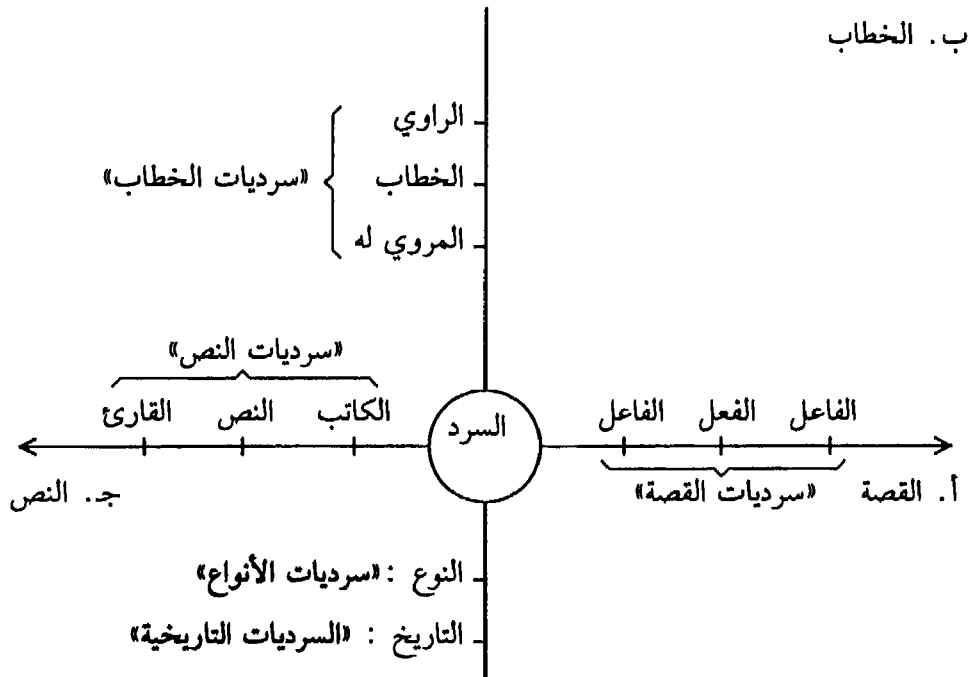 ب. الخطاب
الراوي
الخطاب
«سرديات الخطاب»
المروي له
«سرديات النص»
الفاعل الفعل الفاعل
السرد
الكاتب النص القارئ
أ. القصة «سرديات القصة»
جـ. النص
النوع : «سرديات الأنواع»
التاريخ : «السرديات التاريخية»